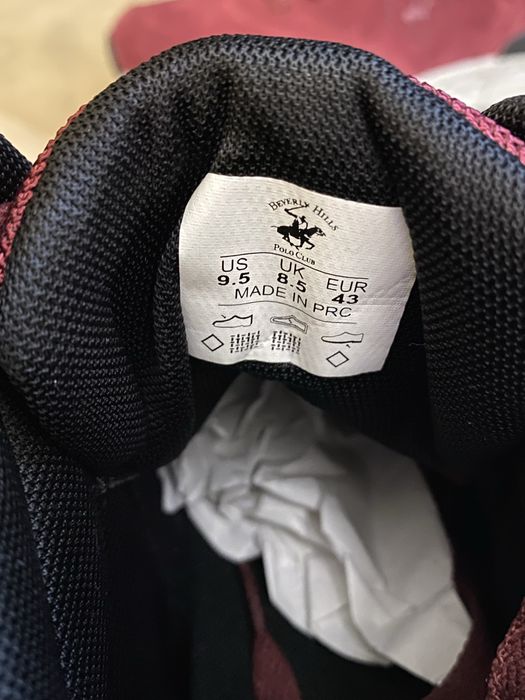 BEVERLY HILLS
POLO CLUB
US UK EUR
9.5 8.5 43
MADE IN PRC